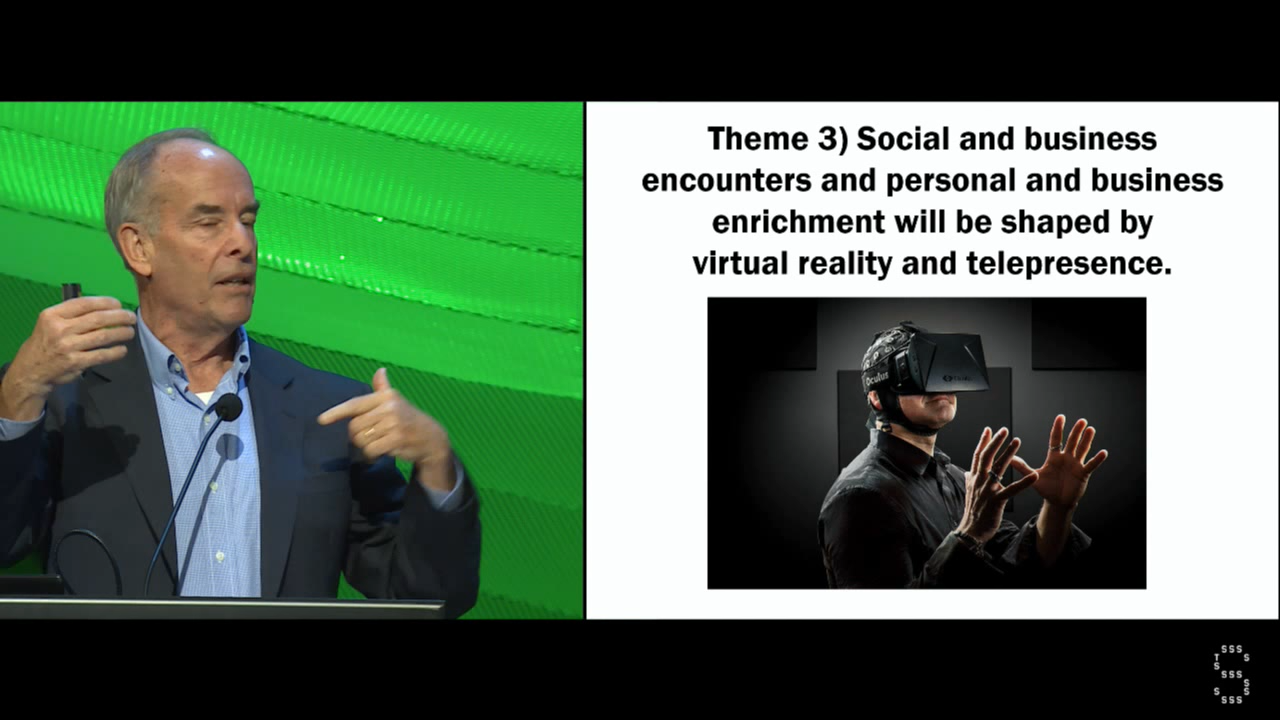 Theme 3) Social and business
encounters and personal and business
enrichment will be shaped by
virtual reality and telepresence.
Oculus